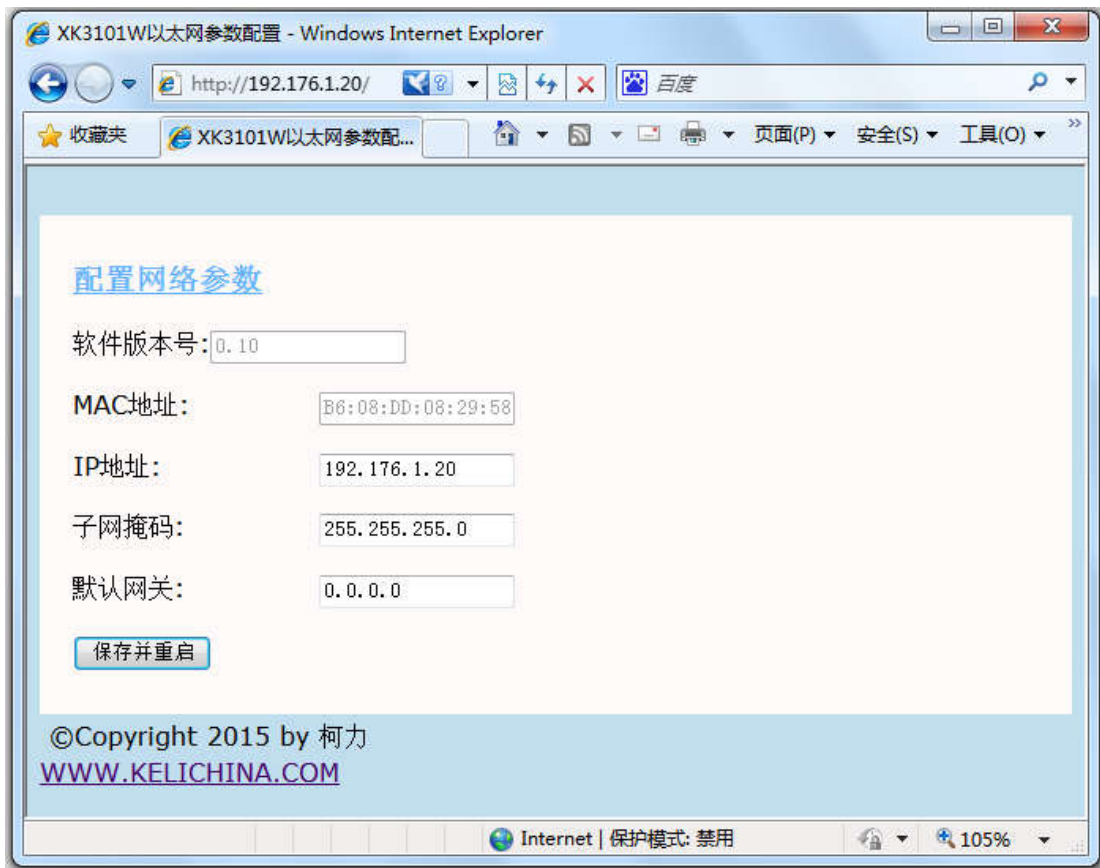 XK3101W以太网参数配置 - Windows Internet Explorer
http://192.176.1.20/ 百度
收藏夹 XK3101W以太网参数配... 页面(P) 安全(S) 工具(O)
配置网络参数
软件版本号:0.10
MAC地址: B6:08:DD:08:29:58
IP地址: 192.176.1.20
子网掩码: 255.255.255.0
默认网关: 0.0.0.0
保存并重启
©Copyright 2015 by 柯力
WWW.KELICHINA.COM
Internet | 保护模式: 禁用 105%